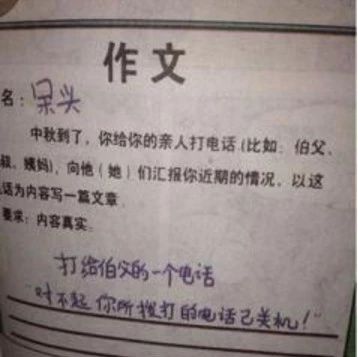 作文
名：呆头
中秋到了，你给你的亲人打电话（比如：伯父、
叔、姨妈），向他（她）们汇报你近期的情况。以这
话为内容写一篇文章
要求：内容真实
打给伯父的一个电话
“对不起 你所拨打的电话已关机！”